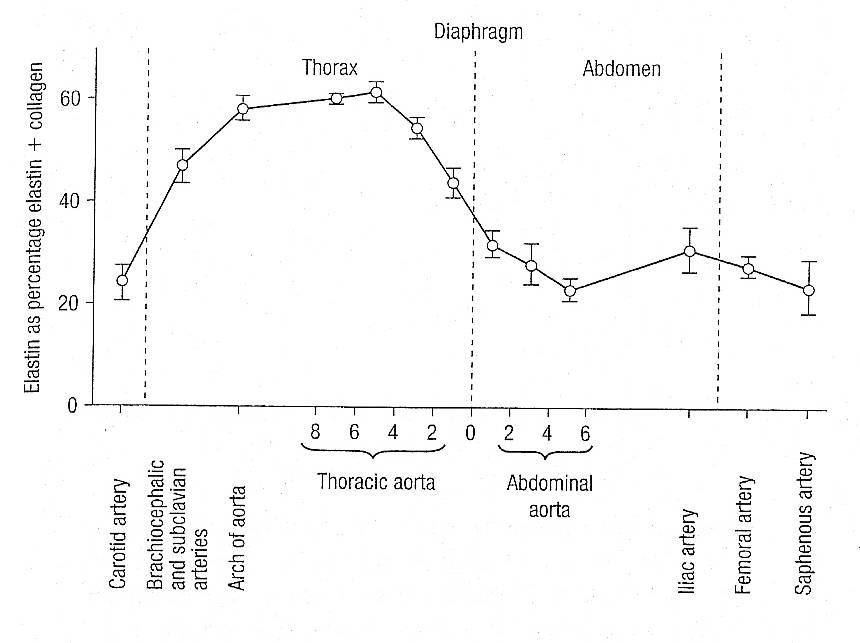 Diaphragm
Thorax
Abdomen
Elastin as percentage elastin + collagen
60
40
20
0
8 6 4 2 0 2 4 6
Thoracic aorta
Abdominal
aorta
Carotid artery
Brachiocephalic
and subclavian
arteries
Arch of aorta
Iliac artery
Femoral artery
Saphenous artery